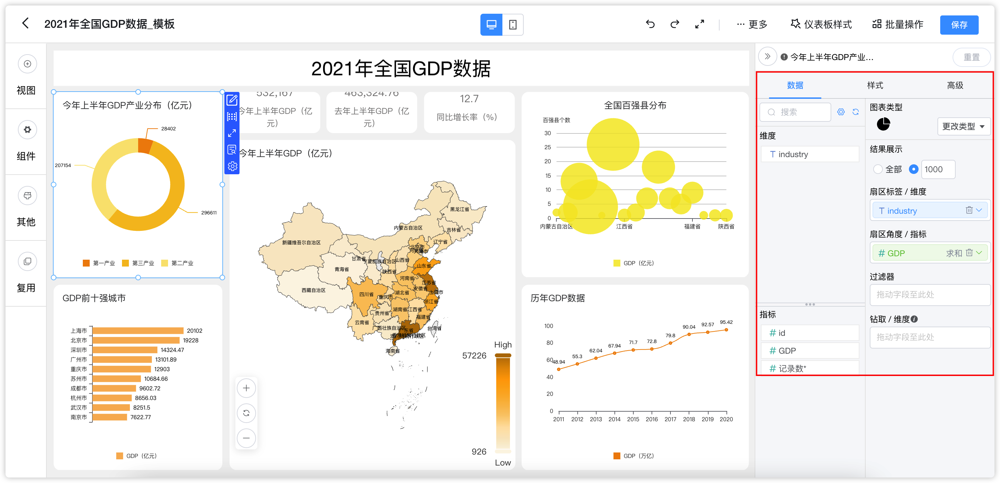 2021年全国GDP数据_模板
更多
仪表板样式
批量操作
保存
视图
组件
其他
复用
2021年全国GDP数据
今年上半年GDP产业分布（亿元）
28402
207154
296611
第一产业 第三产业 第二产业
532,167
今年上半年GDP（亿
元）
463,324.76
去年上半年GDP（亿
元）
12.7
同比增长率（%）
今年上半年GDP（亿元）
黑龙江省
内蒙古自治区
吉林省
新疆维吾尔自治区
辽宁省
北京市
甘肃省
宁夏回族自治区
山西省
青海省
山东省
陕西省
河南省
江苏省
西藏自治区
安徽省
上海市
四川省
湖北省
重庆市
浙江省
湖南省
江西省
贵州省
福建省
云南省
广西壮族自治区
台湾省
海南省
High
57226
926
Low
全国百强县分布
百强县个数
30
25
20
15
10
5
0
内蒙古自治区 江西省 福建省 陕西省
GDP（亿元）
GDP前十强城市
上海市 20102
北京市 19228
深圳市 14324.47
广州市 13101.89
重庆市 12903
苏州市 10684.66
成都市 9602.72
杭州市 8656.03
武汉市 8251.5
南京市 7622.77
GDP（亿元）
历年GDP数据
100
80
60
40
20
0
48.94 55.3 62.04 67.94 71.7 72.8 79.8 90.04 92.57 95.42
2011 2012 2013 2014 2015 2016 2017 2018 2019 2020
GDP（万亿）
今年上半年GDP产业...
重置
数据 样式 高级
搜索
维度
T industry
指标
# id
# GDP
# 记录数*
图表类型
更改类型
结果展示
全部 1000
扇区标签 / 维度
T industry
扇区角度 / 指标
# GDP 求和
过滤器
拖动字段至此处
钻取 / 维度
拖动字段至此处